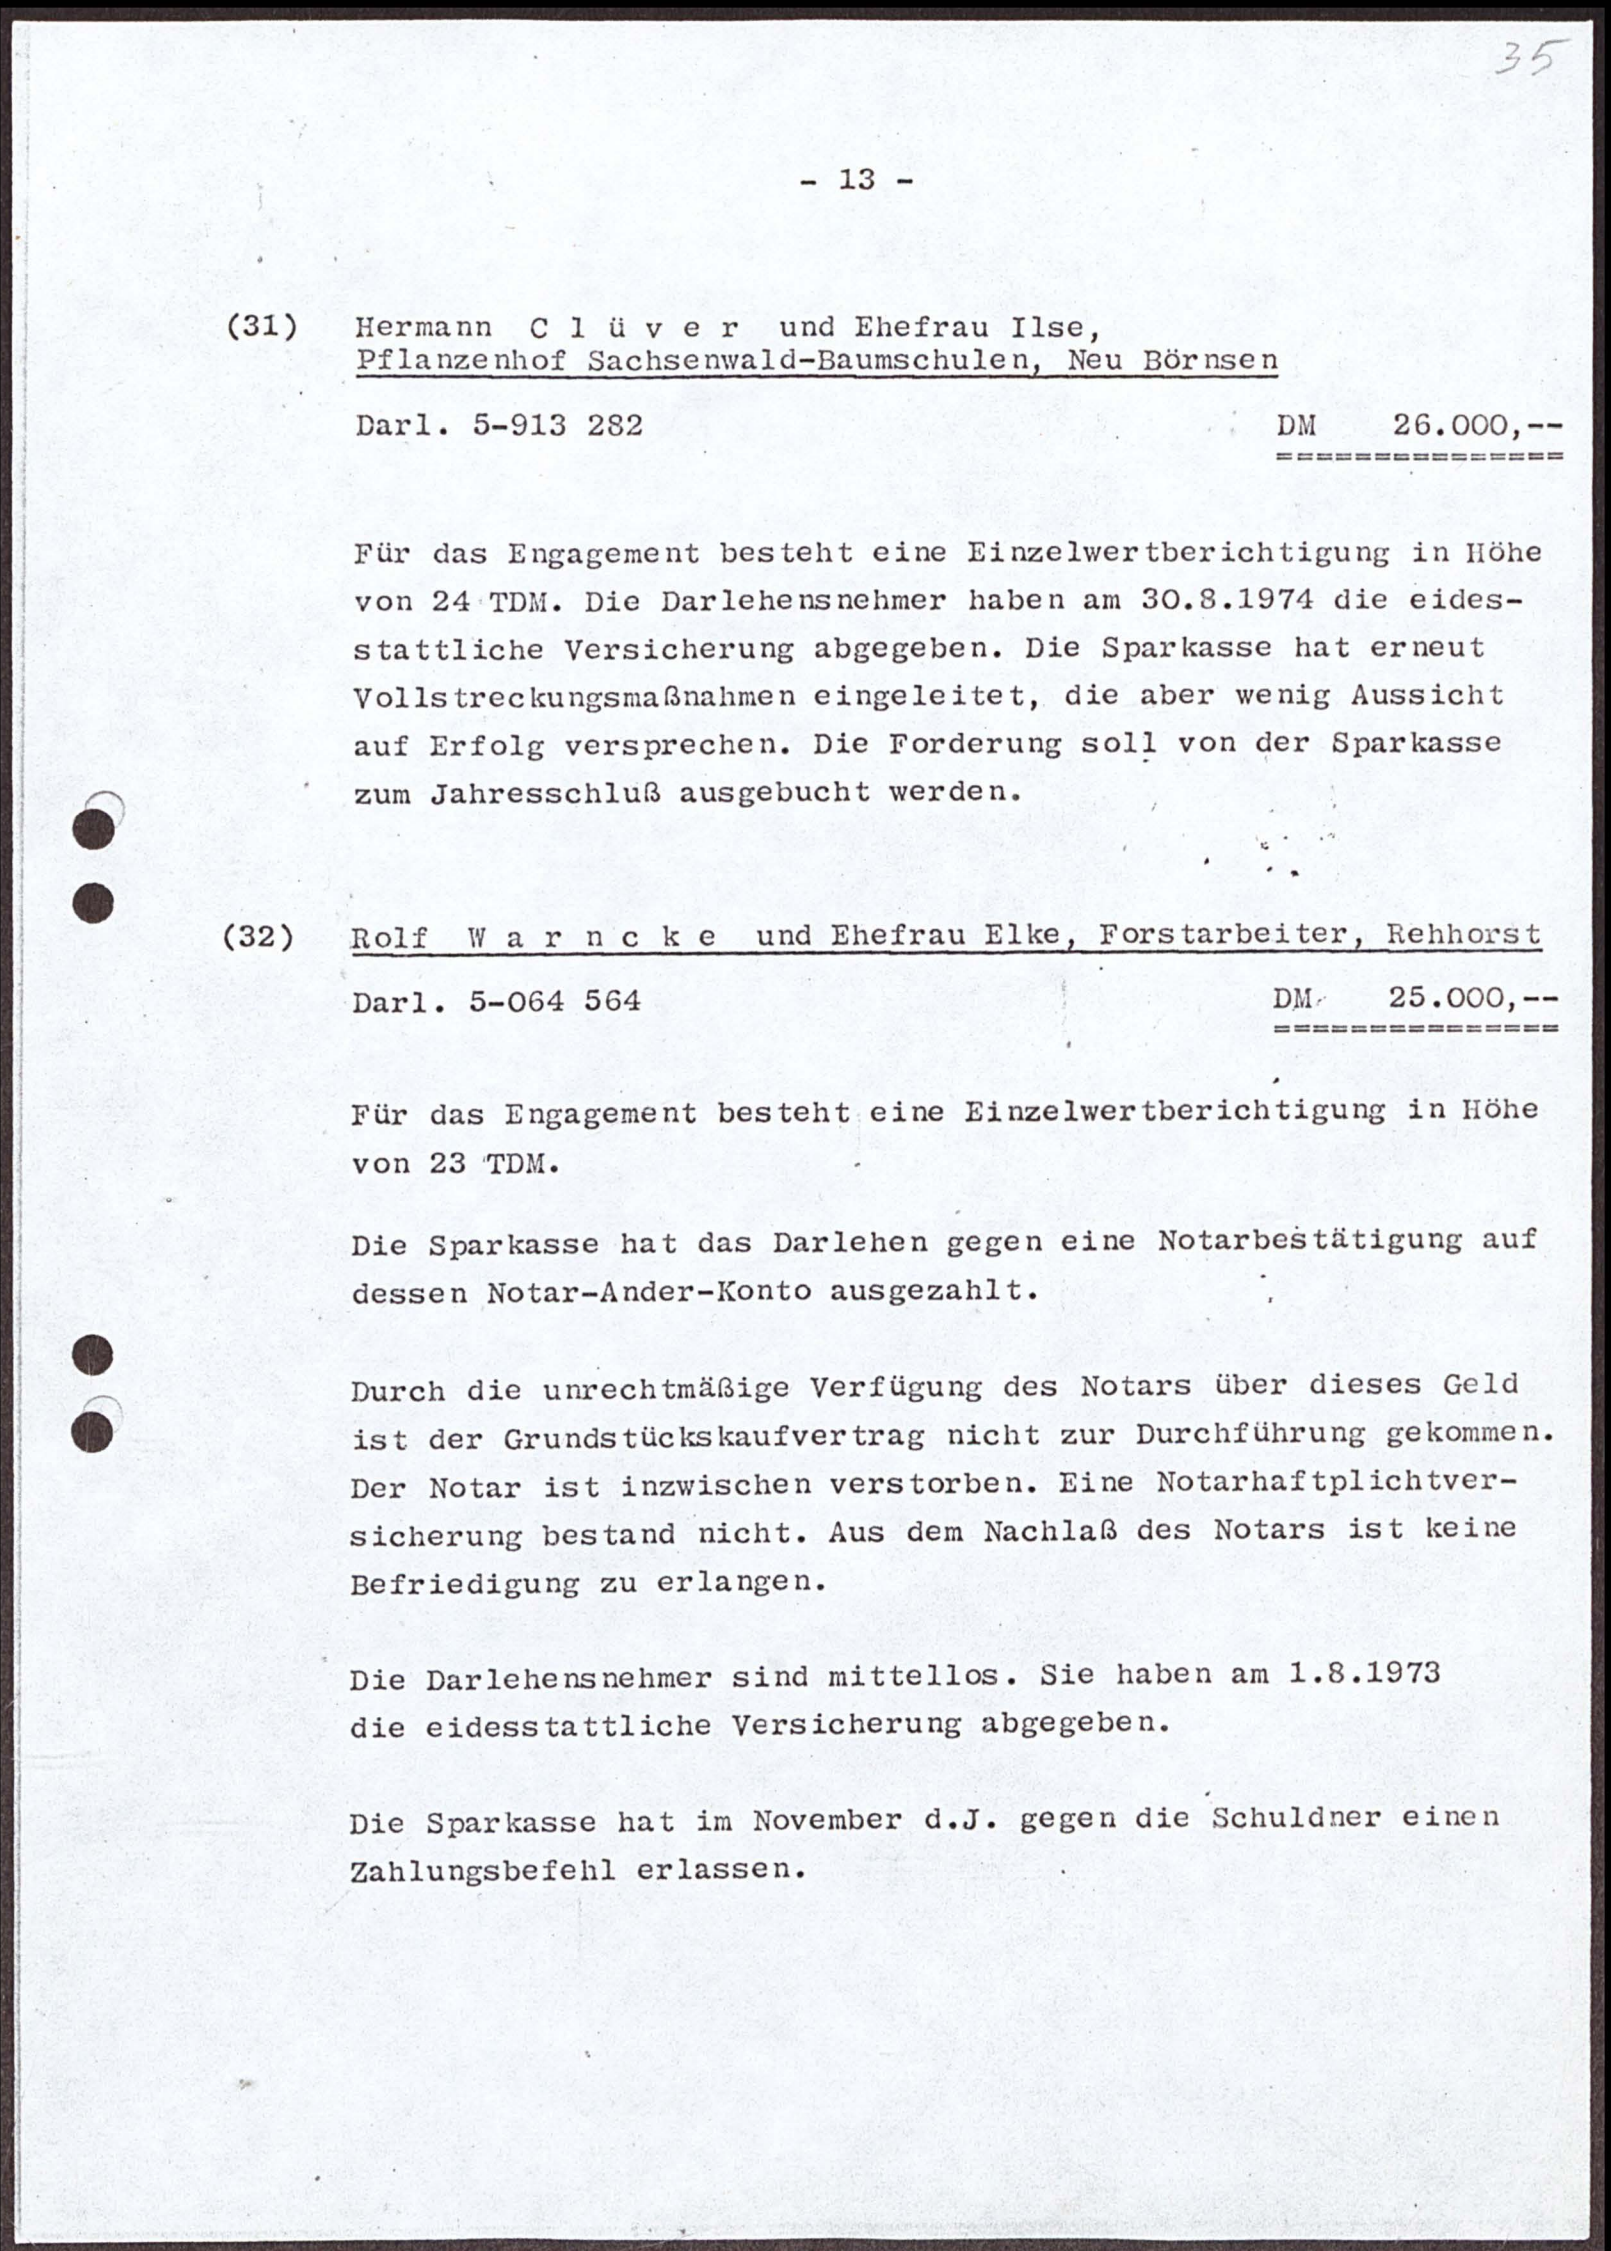 35
- 13 -
(31) Hermann C l ü v e r und Ehefrau Ilse,
Pflanzenhof Sachsenwald-Baumschulen, Neu Börnsen
Darl. 5-913 282 DM 26.000,--
===============
Für das Engagement besteht eine Einzelwertberichtigung in Höhe
von 24 TDM. Die Darlehensnehmer haben am 30.8.1974 die eides-
stattliche Versicherung abgegeben. Die Sparkasse hat erneut
Vollstreckungsmaßnahmen eingeleitet, die aber wenig Aussicht
auf Erfolg versprechen. Die Forderung soll von der Sparkasse
zum Jahresschluß ausgebucht werden.
(32) Rolf W a r n c k e und Ehefrau Elke, Forstarbeiter, Rehhorst
Darl. 5-064 564 DM 25.000,--
===============
Für das Engagement besteht eine Einzelwertberichtigung in Höhe
von 23 TDM.
Die Sparkasse hat das Darlehen gegen eine Notarbestätigung auf
dessen Notar-Ander-Konto ausgezahlt.
Durch die unrechtmäßige Verfügung des Notars über dieses Geld
ist der Grundstückskaufvertrag nicht zur Durchführung gekommen.
Der Notar ist inzwischen verstorben. Eine Notarhaftplichtver-
sicherung bestand nicht. Aus dem Nachlaß des Notars ist keine
Befriedigung zu erlangen.
Die Darlehensnehmer sind mittellos. Sie haben am 1.8.1973
die eidesstattliche Versicherung abgegeben.
Die Sparkasse hat im November d.J. gegen die Schuldner einen
Zahlungsbefehl erlassen.